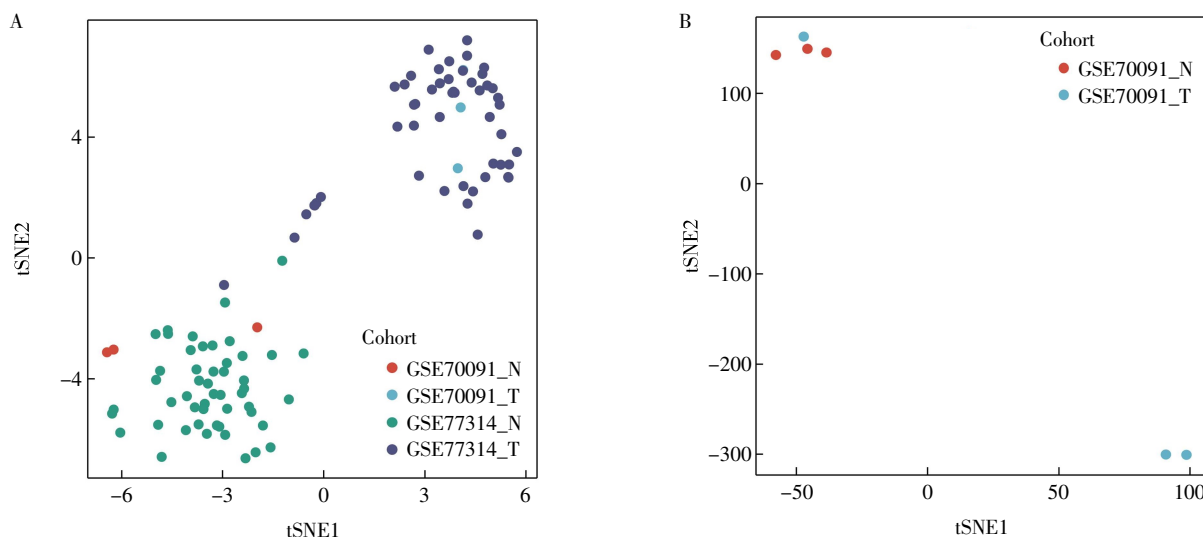 A
tSNE2
4
0
−4
−6
−3
0
3
6
tSNE1
Cohort
GSE70091_N
GSE70091_T
GSE77314_N
GSE77314_T
B
tSNE2
100
0
−100
−200
−300
−50
0
50
100
tSNE1
Cohort
GSE70091_N
GSE70091_T